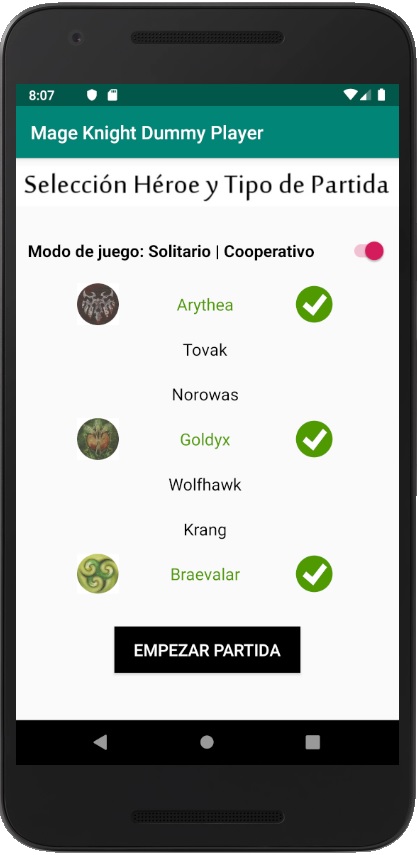 8:07
Mage Knight Dummy Player
Selección Héroe y Tipo de Partida
Modo de juego: Solitario | Cooperativo
Arythea
Tovak
Norowas
Goldyx
Wolfhawk
Krang
Braevalar
EMPEZAR PARTIDA